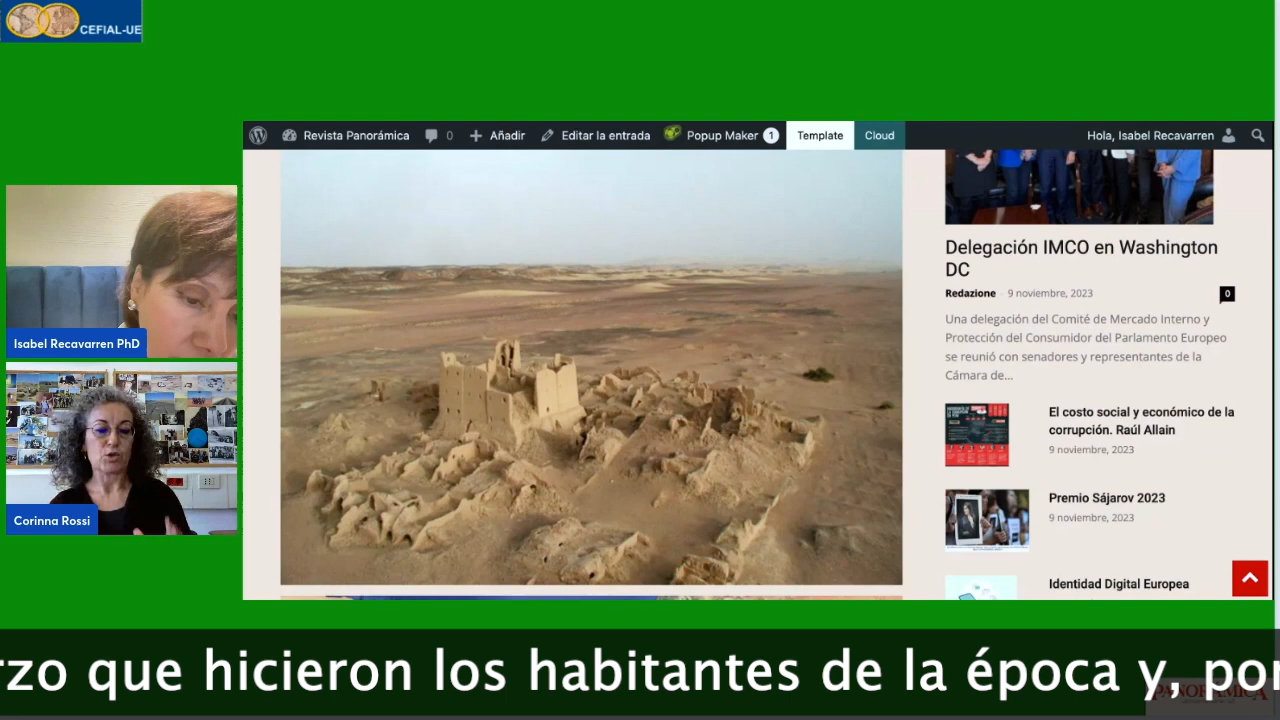 CEFIAL-UE
Revista Panorámica 0 Añadir Editar la entrada Popup Maker 1 Template Cloud Hola, Isabel Recavarren
Isabel Recavarren PhD
Corinna Rossi
Delegación IMCO en Washington
DC
Redazione - 9 noviembre, 2023 0
Una delegación del Comité de Mercado Interno y
Protección del Consumidor del Parlamento Europeo
se reunió con senadores y representantes de la
Cámara de...
El costo social y económico de la
corrupción. Raúl Allain
9 noviembre, 2023
Premio Sájarov 2023
9 noviembre, 2023
Identidad Digital Europea
rzo que hicieron los habitantes de la época y, por
PANORÁMICA